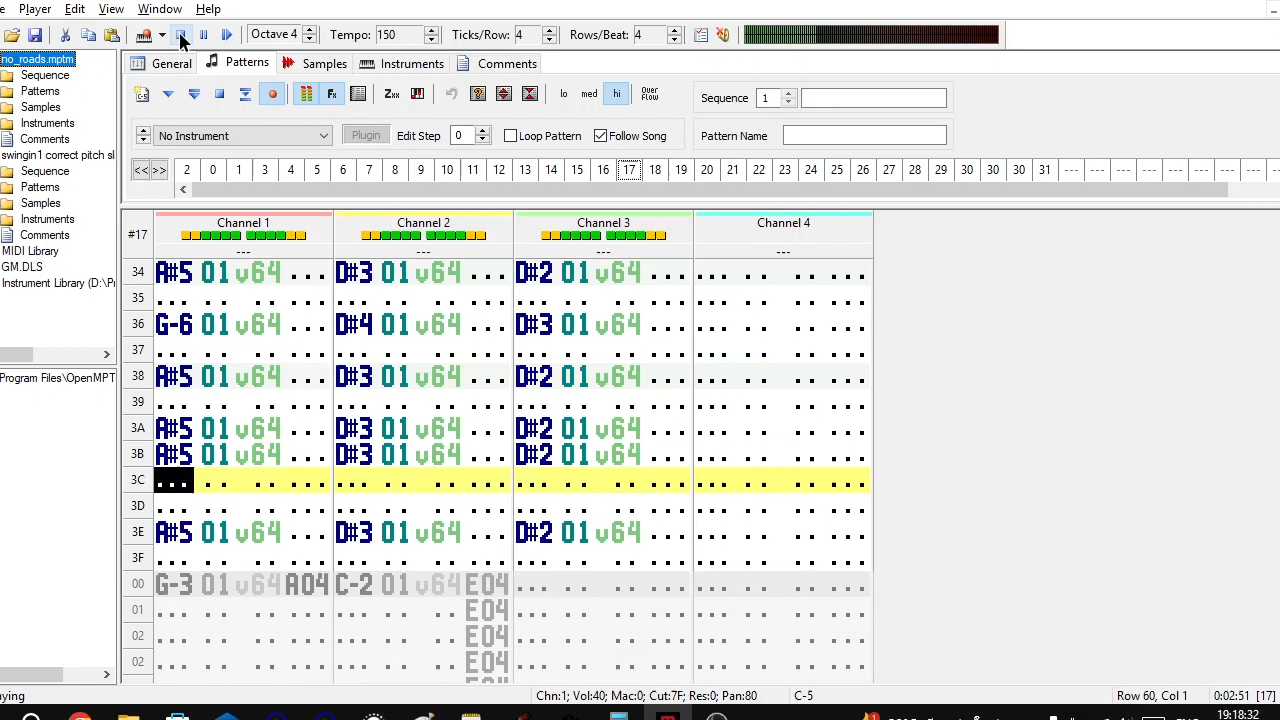 e Player Edit View Window Help
Octave 4 Tempo: 150 Ticks/Row: 4 Rows/Beat: 4
no_roads.mptm
Sequence
Patterns
Samples
Instruments
Comments
swingin1 correct pitch sl
Sequence
Patterns
Samples
Instruments
Comments
MIDI Library
GM.DLS
Instrument Library (D:\Pr
Program Files\OpenMPT
General Patterns Samples Instruments Comments
Fx Zxx lo med hi Over Flow
Sequence 1
No Instrument Plugin Edit Step 0 Loop Pattern Follow Song
Pattern Name
<< >> 2 0 1 3 4 5 6 7 8 9 10 11 12 13 14 15 16 17 18 19 20 21 22 23 24 25 26 27 28 29 30 30 31 --- --- --- ---
#17 Channel 1 Channel 2 Channel 3 Channel 4
--- --- --- ---
34 A#5 01 v64 ... D#3 01 v64 ... D#2 01 v64 ... ... .. .. ...
35 ... .. .. ... ... .. .. ... ... .. .. ... ... .. .. ...
36 G-6 01 v64 ... D#4 01 v64 ... D#3 01 v64 ... ... .. .. ...
37 ... .. .. ... ... .. .. ... ... .. .. ... ... .. .. ...
38 A#5 01 v64 ... D#3 01 v64 ... D#2 01 v64 ... ... .. .. ...
39 ... .. .. ... ... .. .. ... ... .. .. ... ... .. .. ...
3A A#5 01 v64 ... D#3 01 v64 ... D#2 01 v64 ... ... .. .. ...
3B A#5 01 v64 ... D#3 01 v64 ... D#2 01 v64 ... ... .. .. ...
3C ... .. .. ... ... .. .. ... ... .. .. ... ... .. .. ...
3D ... .. .. ... ... .. .. ... ... .. .. ... ... .. .. ...
3E A#5 01 v64 ... D#3 01 v64 ... D#2 01 v64 ... ... .. .. ...
3F ... .. .. ... ... .. .. ... ... .. .. ... ... .. .. ...
00 G-3 01 v64 A04 C-2 01 v64 E04 ... .. .. ... ... .. .. ...
01 ... .. .. ... ... .. .. E04 ... .. .. ... ... .. .. ...
02 ... .. .. ... ... .. .. E04 ... .. .. ... ... .. .. ...
02 ... .. .. ... ... .. .. E04 ... .. .. ... ... .. .. ...
aying Chn:1; Vol:40; Mac:0; Cut:7F; Res:0; Pan:80 C-5 Row 60, Col 1 0:02:51 [17]
19:18:32